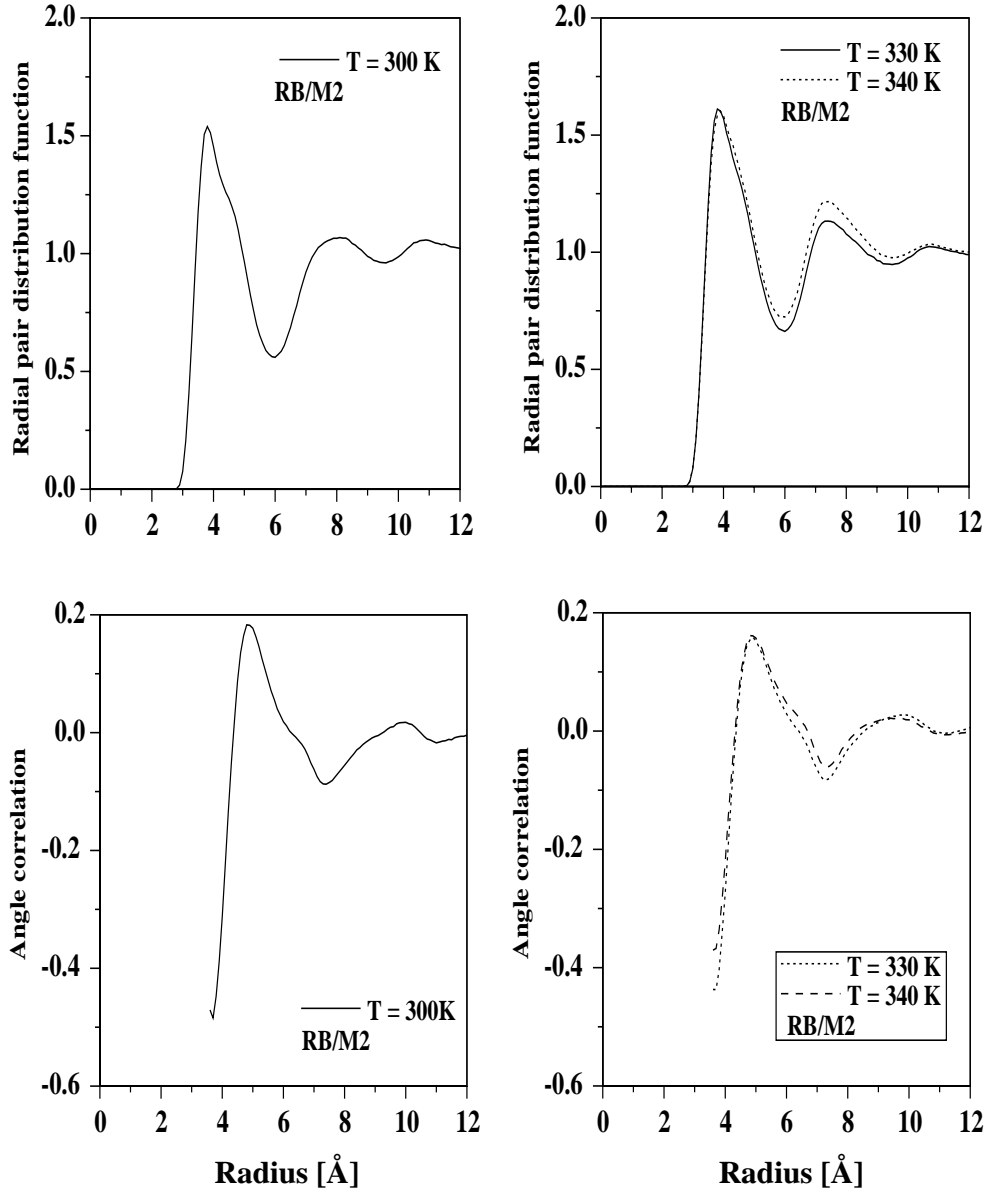 Radial pair distribution function
2.0
1.5
1.0
0.5
0.0
0 2 4 6 8 10 12
T = 300 K
RB/M2
Radial pair distribution function
2.0
1.5
1.0
0.5
0.0
0 2 4 6 8 10 12
T = 330 K
T = 340 K
RB/M2
Angle correlation
0.2
0.0
-0.2
-0.4
-0.6
0 2 4 6 8 10 12
T = 300K
RB/M2
Radius [Å]
Angle correlation
0.2
0.0
-0.2
-0.4
-0.6
0 2 4 6 8 10 12
T = 330 K
T = 340 K
RB/M2
Radius [Å]